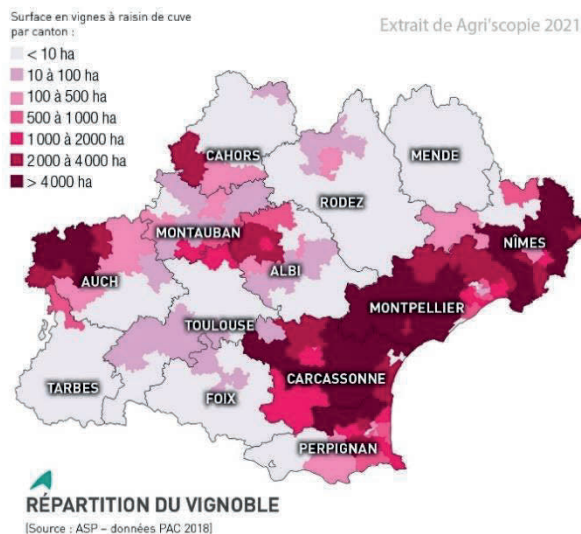 Surface en vignes à raisin de cuve
par canton :
Extrait de Agri'scopie 2021
< 10 ha
10 à 100 ha
100 à 500 ha
500 à 1 000 ha
1 000 à 2000 ha
2 000 à 4 000 ha
> 4 000 ha
CAHORS
MENDE
RODEZ
MONTAUBAN
NÎMES
ALBI
AUCH
MONTPELLIER
TOULOUSE
CARCASSONNE
TARBES
FOIX
PERPIGNAN
RÉPARTITION DU VIGNOBLE
[Source : ASP – données PAC 2018]